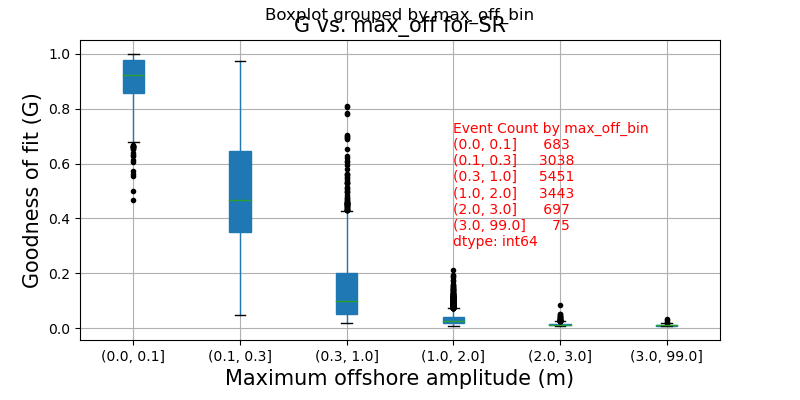 Boxplot grouped by max_off_bin
G vs. max_off for SR
Goodness of fit (G)
1.0
0.8
0.6
0.4
0.2
0.0
Event Count by max_off_bin
(0.0, 0.1] 683
(0.1, 0.3] 3038
(0.3, 1.0] 5451
(1.0, 2.0] 3443
(2.0, 3.0] 697
(3.0, 99.0] 75
dtype: int64
(0.0, 0.1] (0.1, 0.3] (0.3, 1.0] (1.0, 2.0] (2.0, 3.0] (3.0, 99.0]
Maximum offshore amplitude (m)